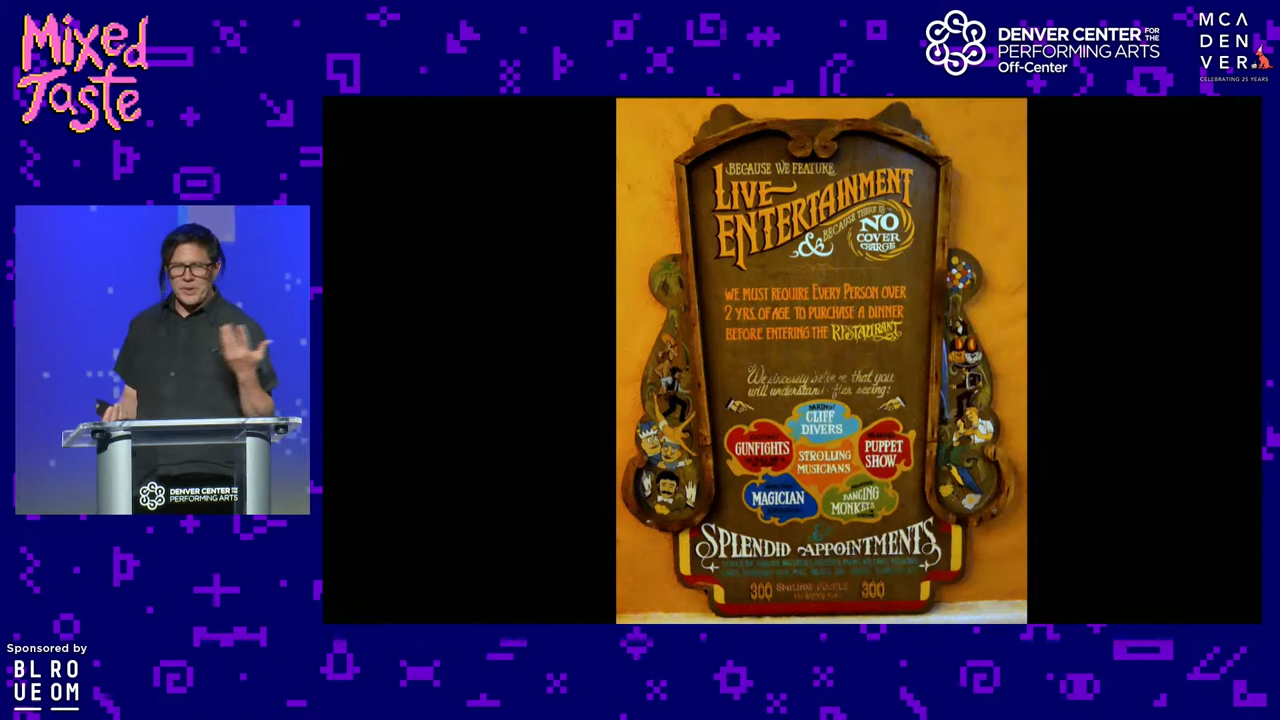 Mixed
Taste
DENVER CENTER FOR THE
PERFORMING ARTS
Off-Center
MCA
DEN
VER
CELEBRATING 25 YEARS
BECAUSE WE FEATURE
LIVE
ENTERTAINMENT
& BECAUSE THERE IS
NO
COVER
CHARGE
WE MUST REQUIRE EVERY PERSON OVER
2 YRS. OF AGE TO PURCHASE A DINNER
BEFORE ENTERING THE RESTAURANT
We sincerely believe that you
will understand after seeing:
DARING!
CLIFF
DIVERS
GUNFIGHTS
STROLLING
MUSICIANS
PUPPET
SHOW
MAGICIAN
DANCING
MONKEYS
&
SPLENDID APPOINTMENTS
300 SMILING PEOPLE 300
DENVER CENTER FOR THE
PERFORMING ARTS
Sponsored by
BL RO
UE OM